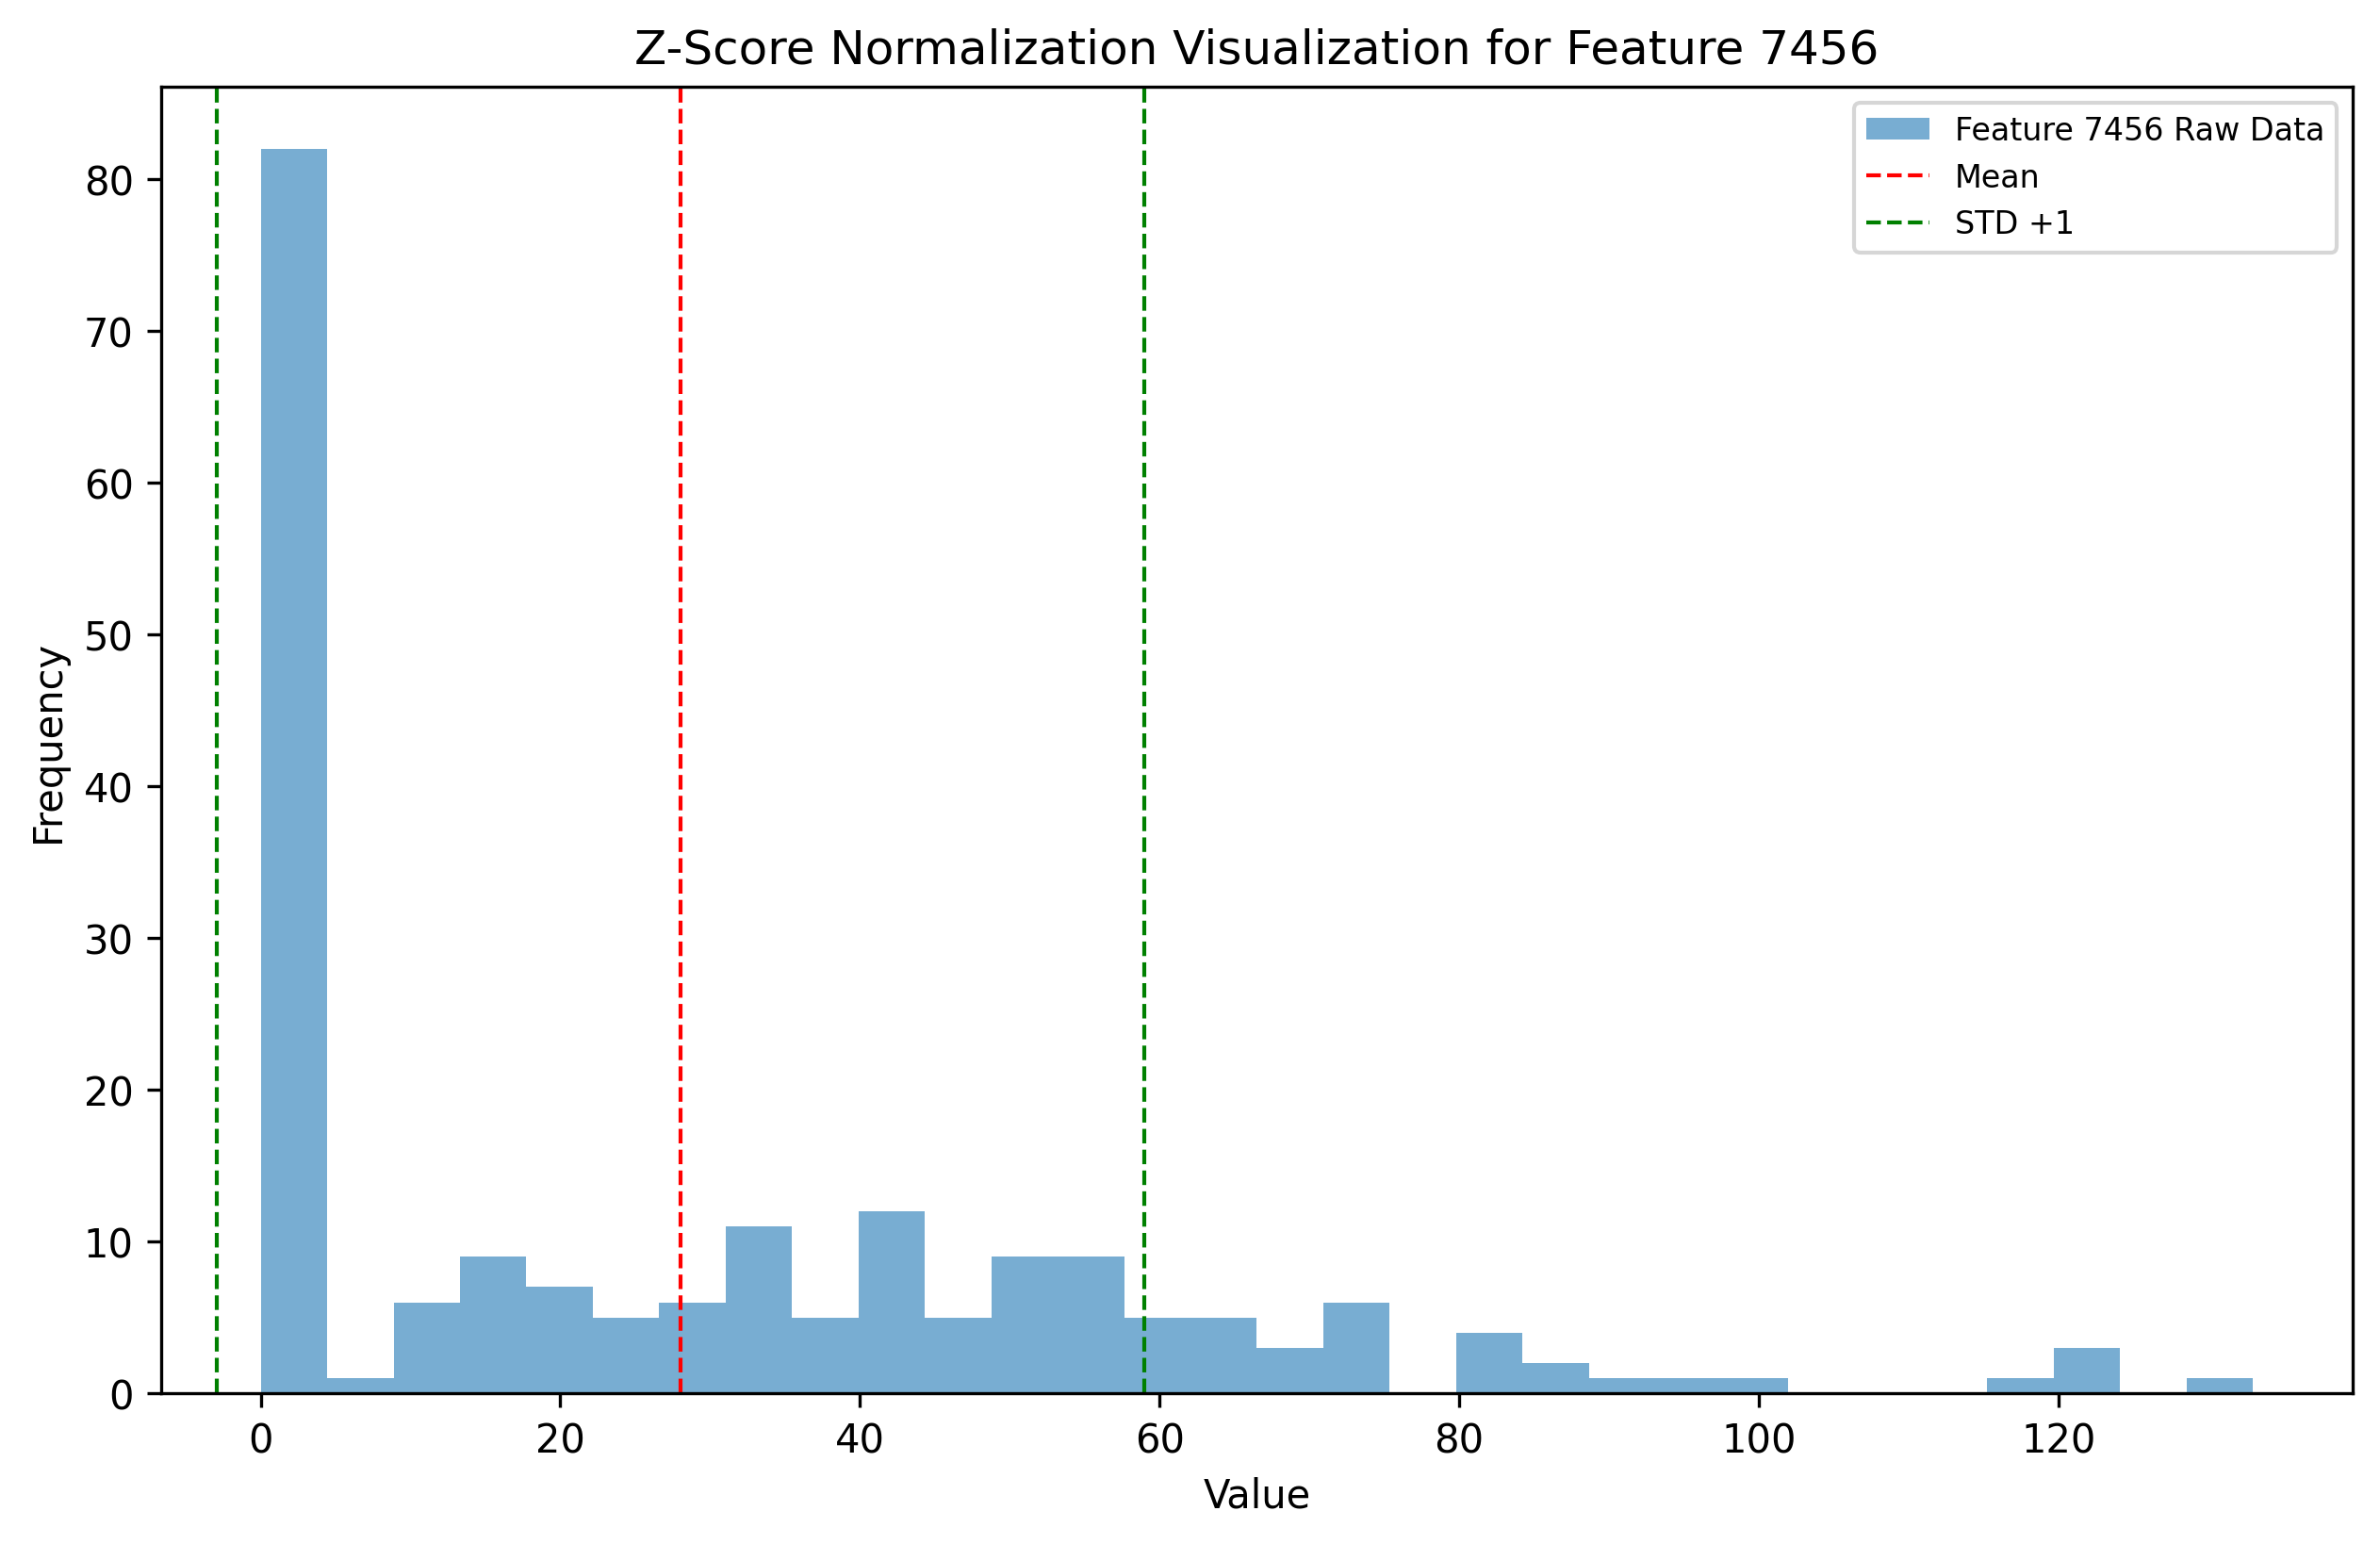 Z-Score Normalization Visualization for Feature 7456
Feature 7456 Raw Data
Mean
STD +1
80
70
60
50
40
30
20
10
0
Frequency
0 20 40 60 80 100 120
Value